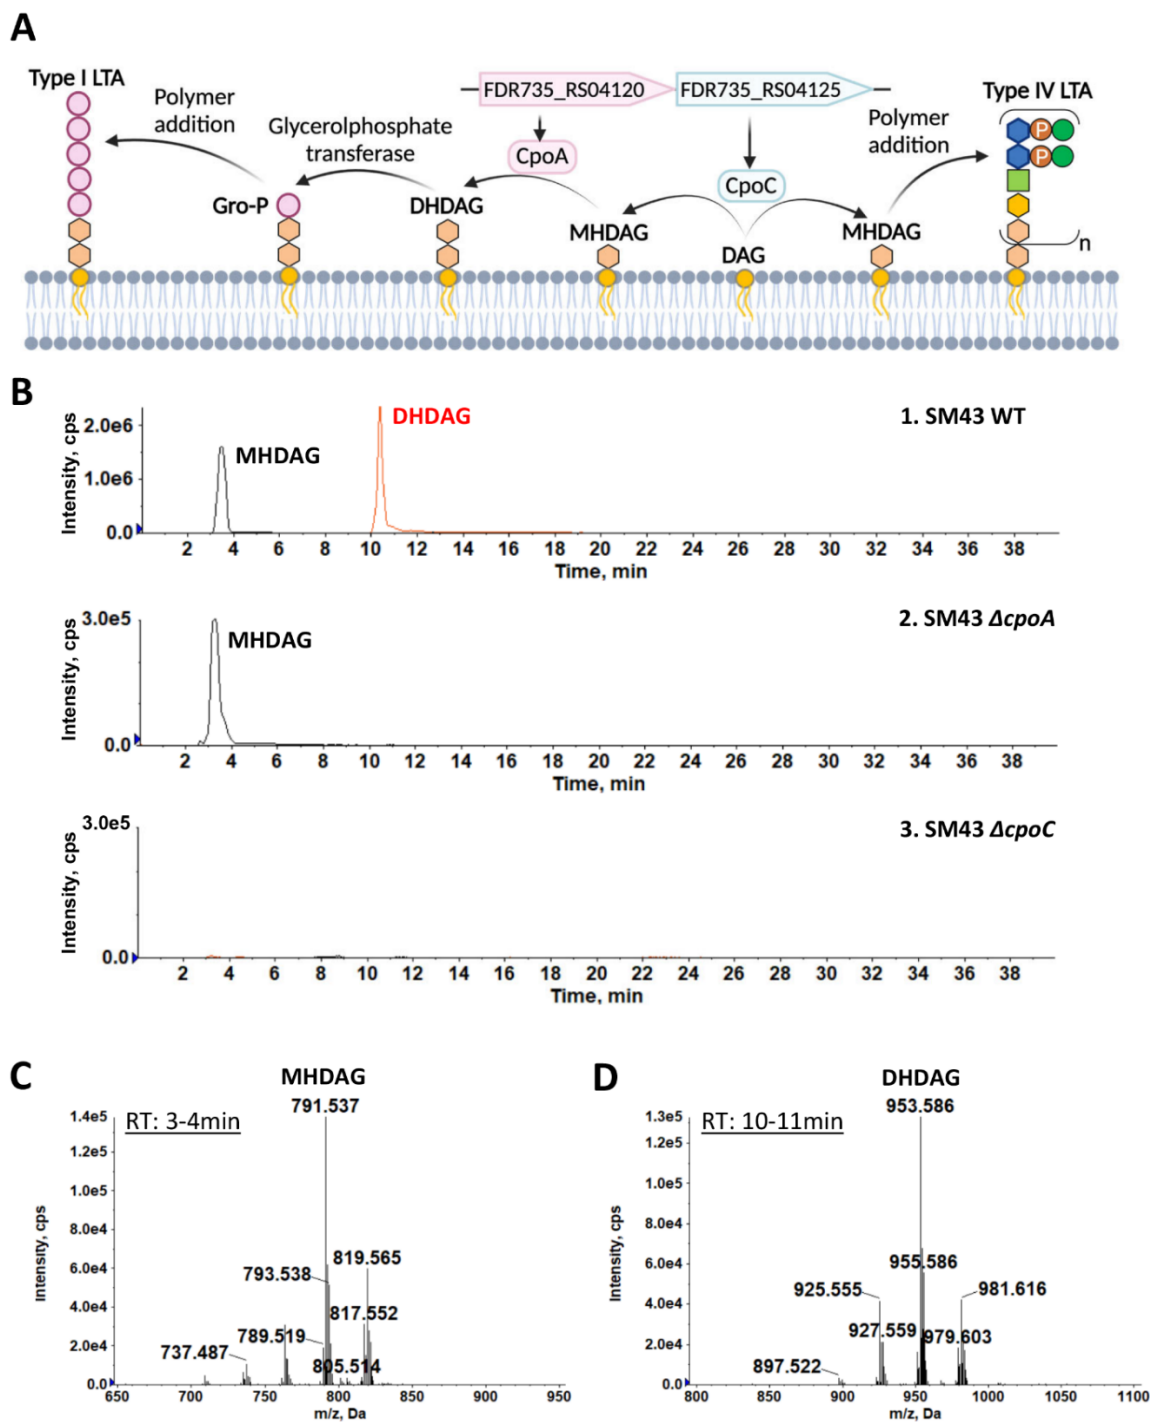 A
Type I LTA
Polymer
addition
Glycerolphosphate
transferase
FDR735_RS04120
FDR735_RS04125
Type IV LTA
Polymer
addition
CpoA
CpoC
P
P
Gro-P
DHDAG
MHDAG
DAG
MHDAG
n
B
Intensity, cps
2.0e6
1.0e6
0.0
MHDAG
DHDAG
1. SM43 WT
2 4 6 8 10 12 14 16 18 20 22 24 26 28 30 32 34 36 38
Time, min
Intensity, cps
3.0e5
0.0
MHDAG
2. SM43 ΔcpoA
2 4 6 8 10 12 14 16 18 20 22 24 26 28 30 32 34 36 38
Time, min
Intensity, cps
3.0e5
0.0
3. SM43 ΔcpoC
2 4 6 8 10 12 14 16 18 20 22 24 26 28 30 32 34 36 38
Time, min
C
MHDAG
RT: 3-4min
791.537
Intensity, cps
1.4e5
1.2e5
1.0e5
8.0e4
6.0e4
4.0e4
2.0e4
0.0
819.565
793.538
817.552
789.519
737.487
805.514
650 700 750 800 850 900 950
m/z, Da
D
DHDAG
RT: 10-11min
953.586
Intensity, cps
1.3e5
1.2e5
1.0e5
8.0e4
6.0e4
4.0e4
2.0e4
0.0
955.586
925.555
981.616
927.559
979.603
897.522
800 850 900 950 1000 1050 1100
m/z, Da